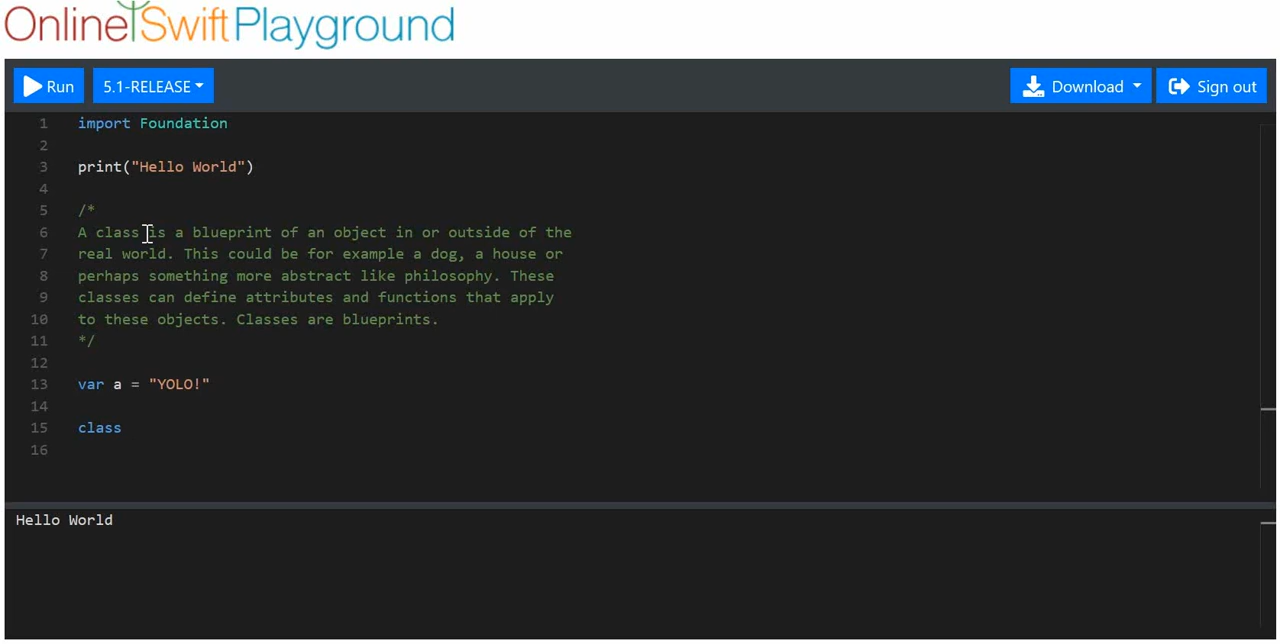 Online Swift Playground
Run 5.1-RELEASE Download Sign out
1 import Foundation
2
3 print("Hello World")
4
5 /*
6 A class is a blueprint of an object in or outside of the
7 real world. This could be for example a dog, a house or
8 perhaps something more abstract like philosophy. These
9 classes can define attributes and functions that apply
10 to these objects. Classes are blueprints.
11 */
12
13 var a = "YOLO!"
14
15 class
16
Hello World